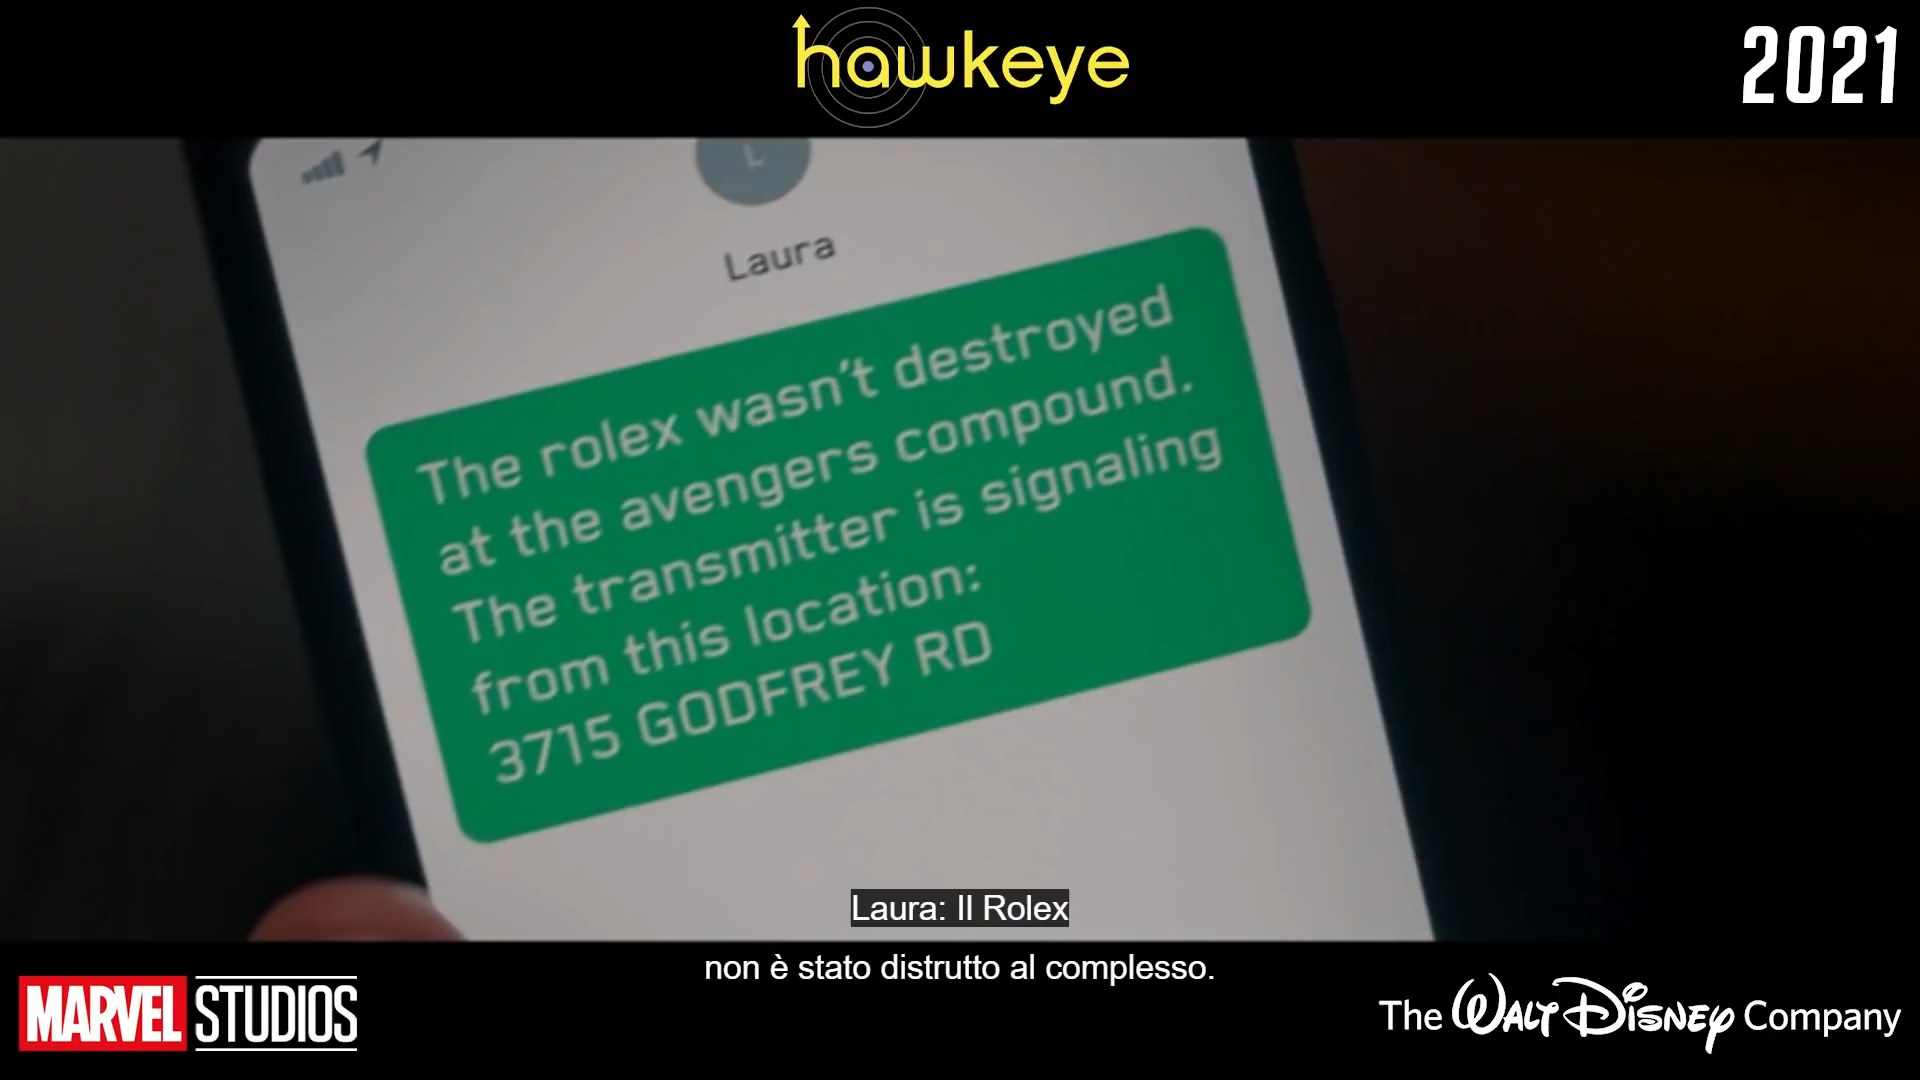 hawkeye
2021
L
Laura
The rolex wasn't destroyed
at the avengers compound.
The transmitter is signaling
from this location:
3715 GODFREY RD
Laura: Il Rolex
non è stato distrutto al complesso.
MARVEL STUDIOS
The WALT DISNEY Company